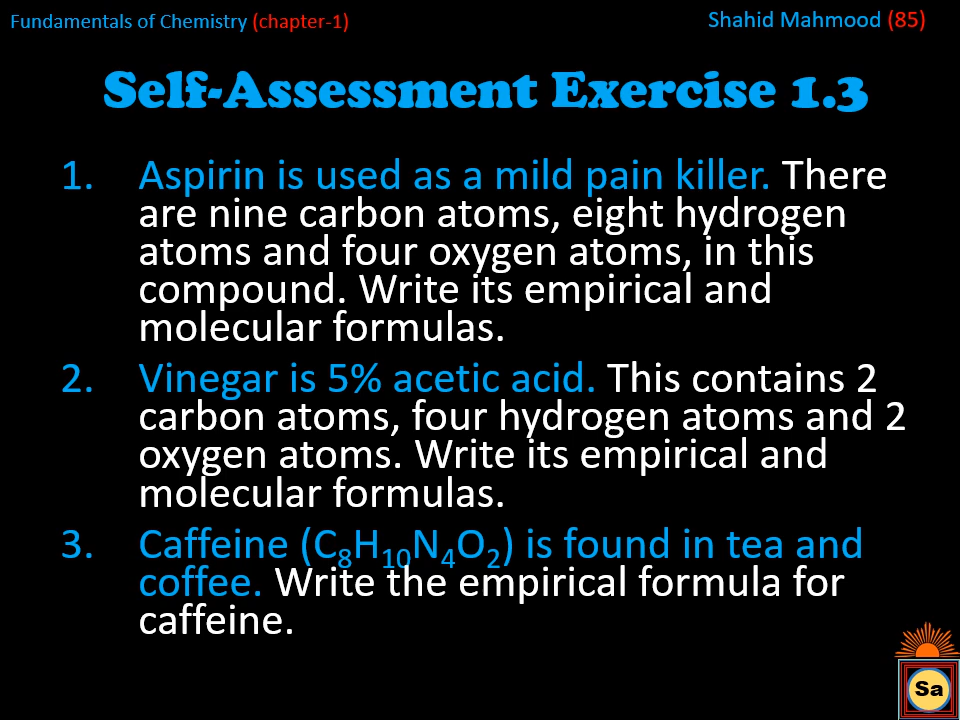 Fundamentals of Chemistry (chapter-1)
Shahid Mahmood (85)
Self-Assessment Exercise 1.3
1. Aspirin is used as a mild pain killer. There
are nine carbon atoms, eight hydrogen
atoms and four oxygen atoms, in this
compound. Write its empirical and
molecular formulas.
2. Vinegar is 5% acetic acid. This contains 2
carbon atoms, four hydrogen atoms and 2
oxygen atoms. Write its empirical and
molecular formulas.
3. Caffeine (C₈H₁₀N₄O₂) is found in tea and
coffee. Write the empirical formula for
caffeine.
Sa